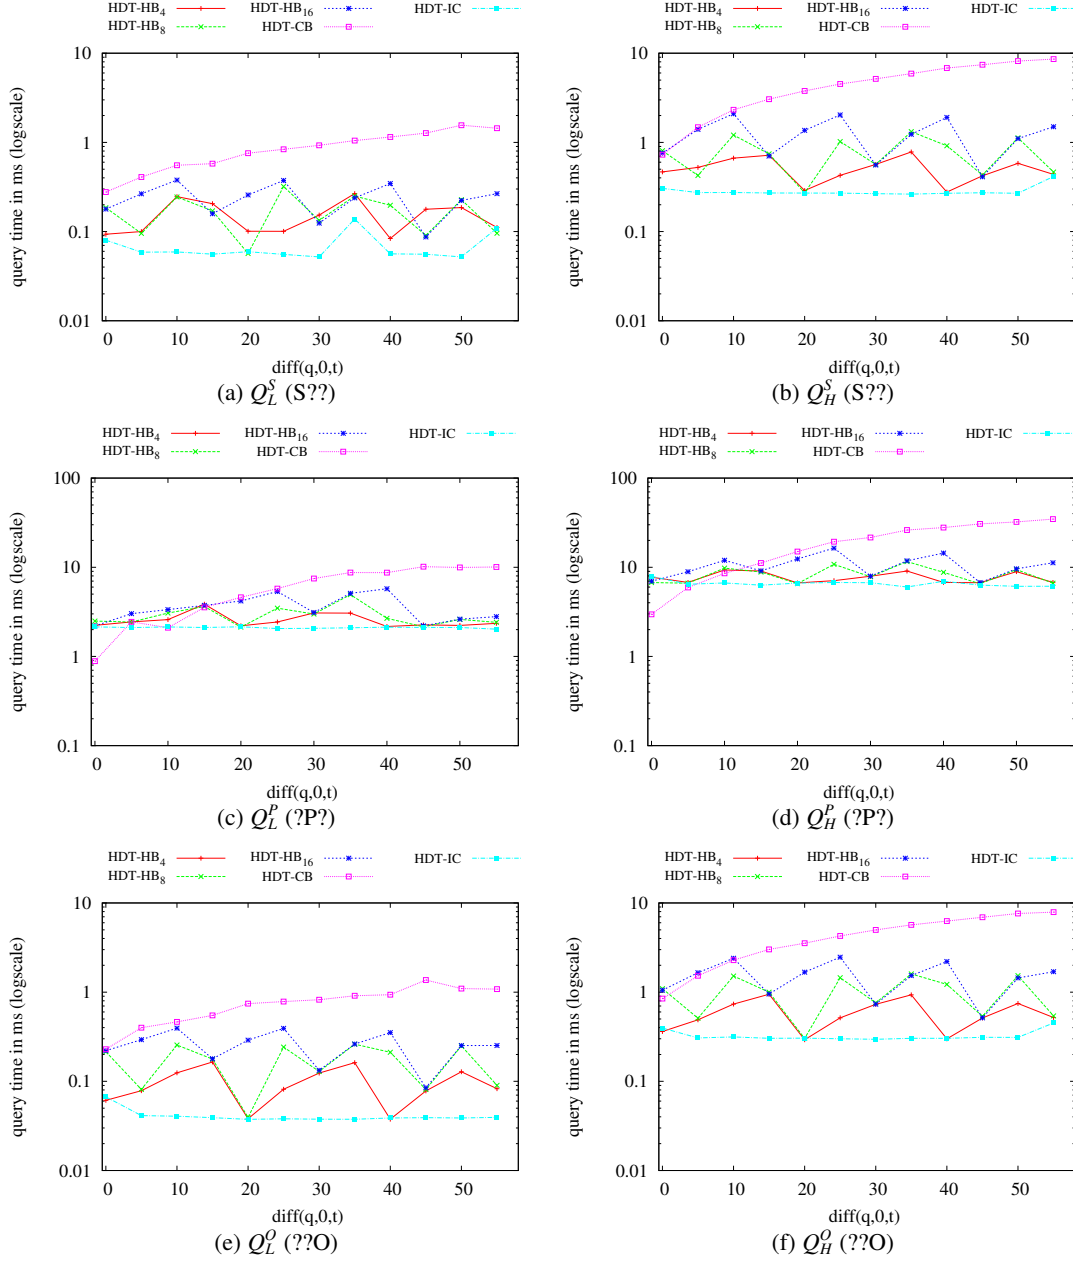 HDT-HB4 HDT-HB16 HDT-IC
HDT-HB8 HDT-CB
10
1
0.1
0.01
query time in ms (logscale)
0 10 20 30 40 50
diff(q,0,t)
(a) Q_L^S (S??)
HDT-HB4 HDT-HB16 HDT-IC
HDT-HB8 HDT-CB
10
1
0.1
0.01
query time in ms (logscale)
0 10 20 30 40 50
diff(q,0,t)
(b) Q_H^S (S??)
HDT-HB4 HDT-HB16 HDT-IC
HDT-HB8 HDT-CB
100
10
1
0.1
query time in ms (logscale)
0 10 20 30 40 50
diff(q,0,t)
(c) Q_L^P (?P?)
HDT-HB4 HDT-HB16 HDT-IC
HDT-HB8 HDT-CB
100
10
1
0.1
query time in ms (logscale)
0 10 20 30 40 50
diff(q,0,t)
(d) Q_H^P (?P?)
HDT-HB4 HDT-HB16 HDT-IC
HDT-HB8 HDT-CB
10
1
0.1
0.01
query time in ms (logscale)
0 10 20 30 40 50
diff(q,0,t)
(e) Q_L^O (??O)
HDT-HB4 HDT-HB16 HDT-IC
HDT-HB8 HDT-CB
10
1
0.1
0.01
query time in ms (logscale)
0 10 20 30 40 50
diff(q,0,t)
(f) Q_H^O (??O)